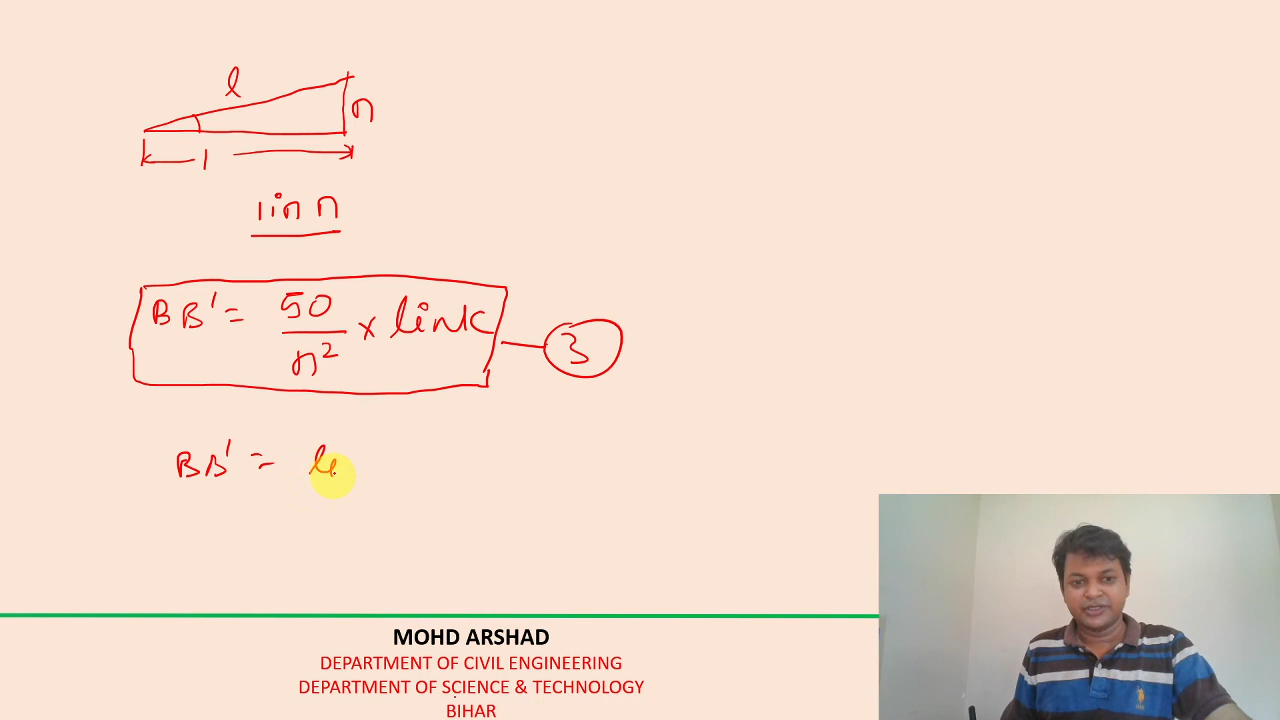 l
n
1
1 in n
BB' = 50/n² × link
3
BB' =
MOHD ARSHAD
DEPARTMENT OF CIVIL ENGINEERING
DEPARTMENT OF SCIENCE & TECHNOLOGY
BIHAR